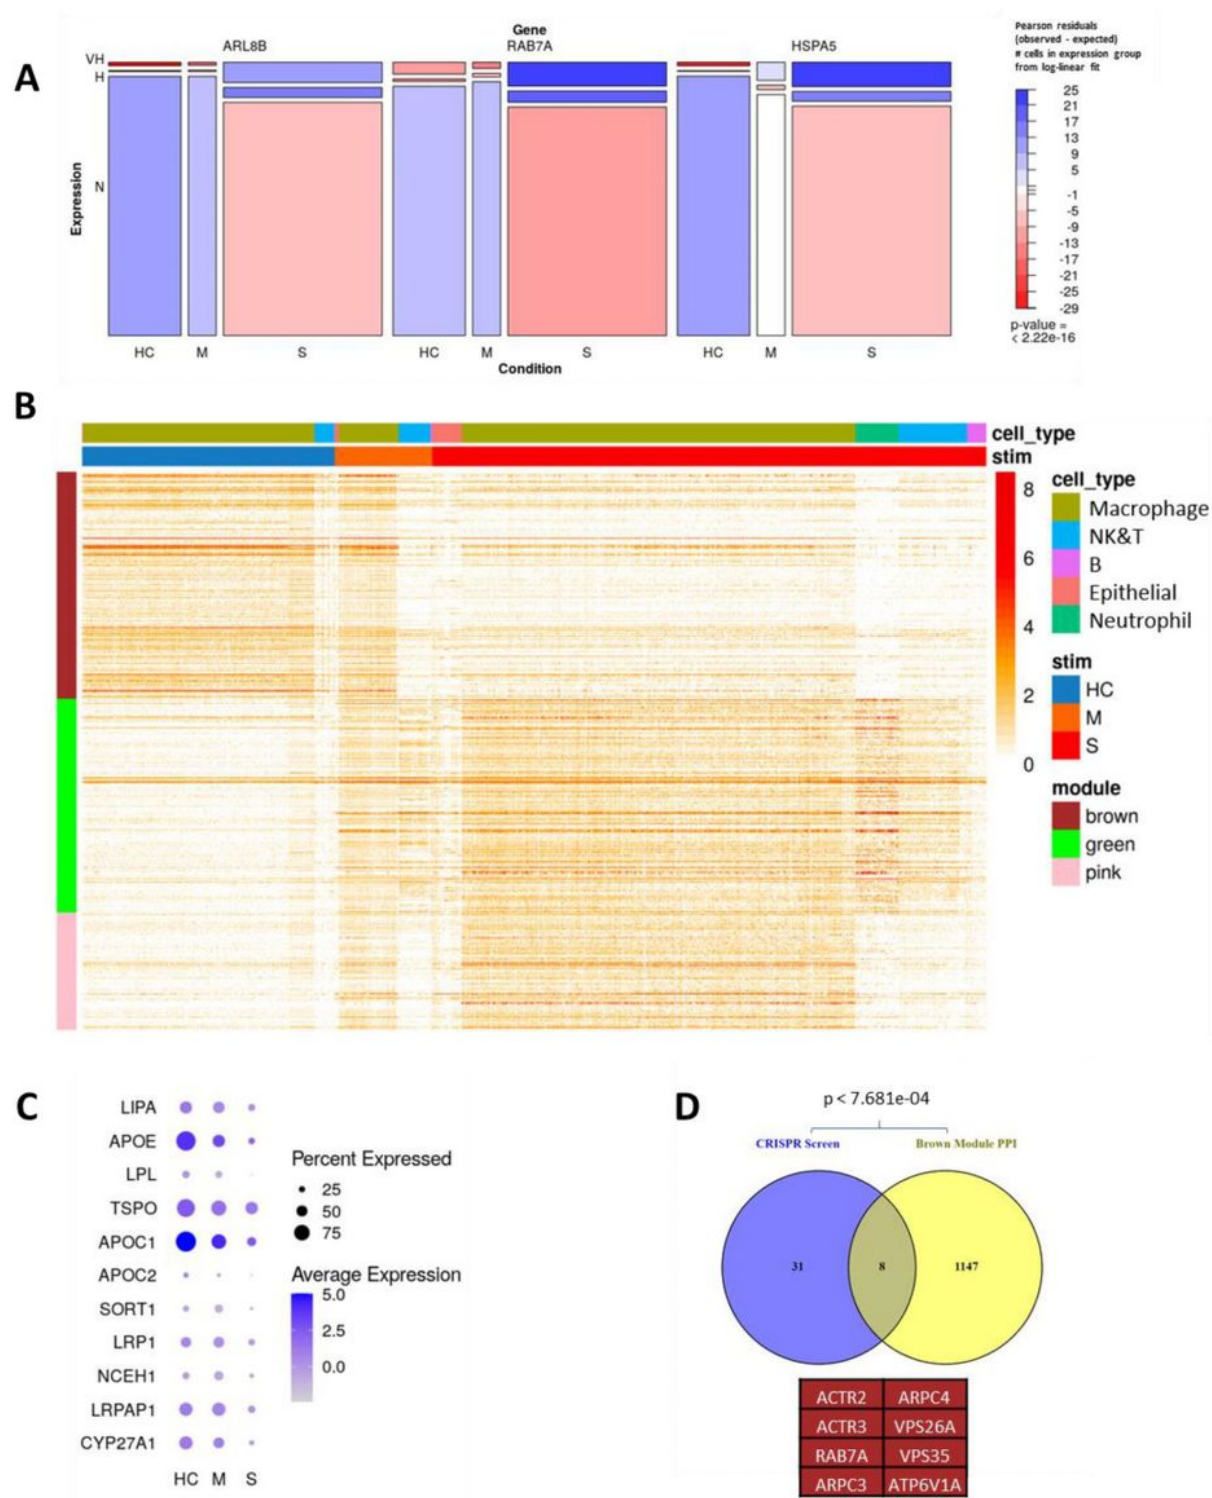 A
Gene
ARL8B
RAB7A
HSPA5
VH
H
N
Expression
HC
M
S
HC
M
S
HC
M
S
Condition
Pearson residuals
(observed - expected)
# cells in expression group
from log-linear fit
25
21
17
13
9
5
-1
-5
-9
-13
-17
-21
-25
-29
p-value =
< 2.22e-16
B
cell_type
stim
8
6
4
2
0
cell_type
Macrophage
NK&T
B
Epithelial
Neutrophil
stim
HC
M
S
module
brown
green
pink
C
LIPA
APOE
LPL
TSPO
APOC1
APOC2
SORT1
LRP1
NCEH1
LRPAP1
CYP27A1
HC
M
S
Percent Expressed
25
50
75
Average Expression
5.0
2.5
0.0
D
p < 7.681e-04
CRISPR Screen
Brown Module PPI
31
8
1147
ACTR2 ARPC4
ACTR3 VPS26A
RAB7A VPS35
ARPC3 ATP6V1A